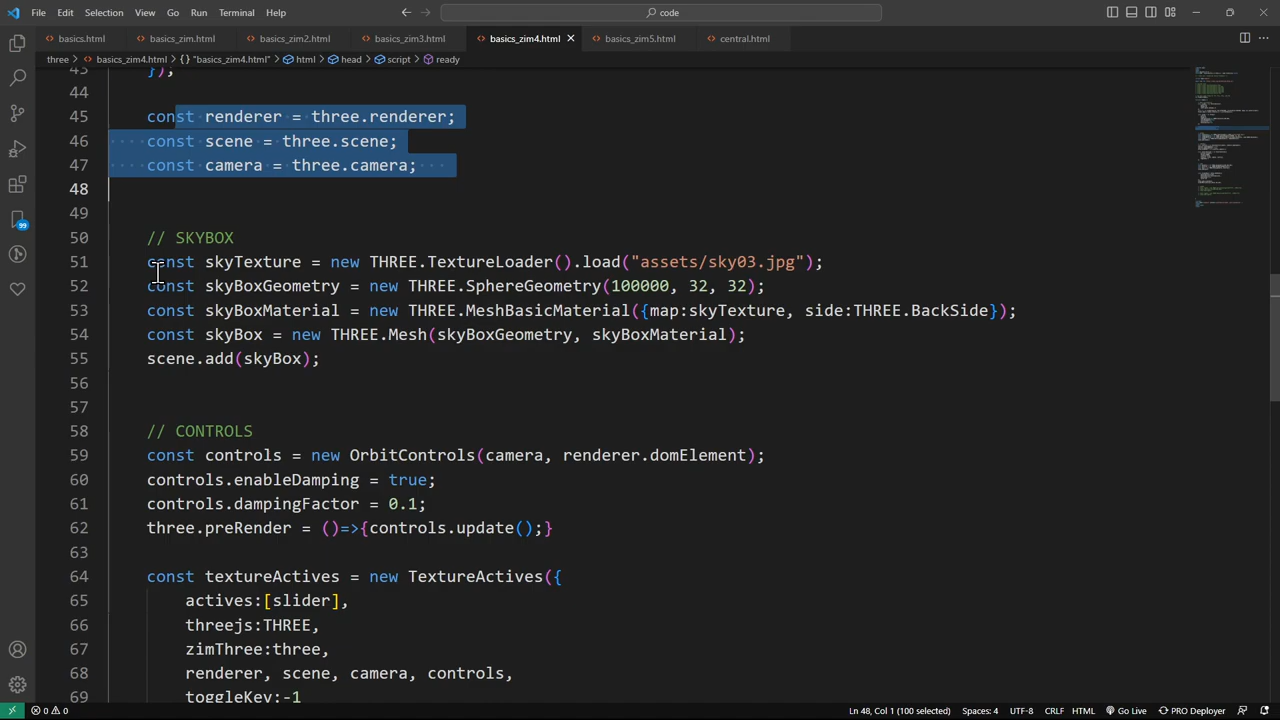 File Edit Selection View Go Run Terminal Help
code
basics.html basics_zim.html basics_zim2.html basics_zim3.html basics_zim4.html basics_zim5.html central.html
three > basics_zim4.html > {} "basics_zim4.html" > html > head > script > ready
43 });
44
45 const renderer = three.renderer;
46 const scene = three.scene;
47 const camera = three.camera;
48
49
50 // SKYBOX
51 const skyTexture = new THREE.TextureLoader().load("assets/sky03.jpg");
52 const skyBoxGeometry = new THREE.SphereGeometry(100000, 32, 32);
53 const skyBoxMaterial = new THREE.MeshBasicMaterial({map:skyTexture, side:THREE.BackSide});
54 const skyBox = new THREE.Mesh(skyBoxGeometry, skyBoxMaterial);
55 scene.add(skyBox);
56
57
58 // CONTROLS
59 const controls = new OrbitControls(camera, renderer.domElement);
60 controls.enableDamping = true;
61 controls.dampingFactor = 0.1;
62 three.preRender = ()=>{controls.update();}
63
64 const textureActives = new TextureActives({
65 actives:[slider],
66 threejs:THREE,
67 zimThree:three,
68 renderer, scene, camera, controls,
69 toggleKey:-1
99
0 0 Ln 48, Col 1 (100 selected) Spaces: 4 UTF-8 CRLF HTML Go Live PRO Deployer